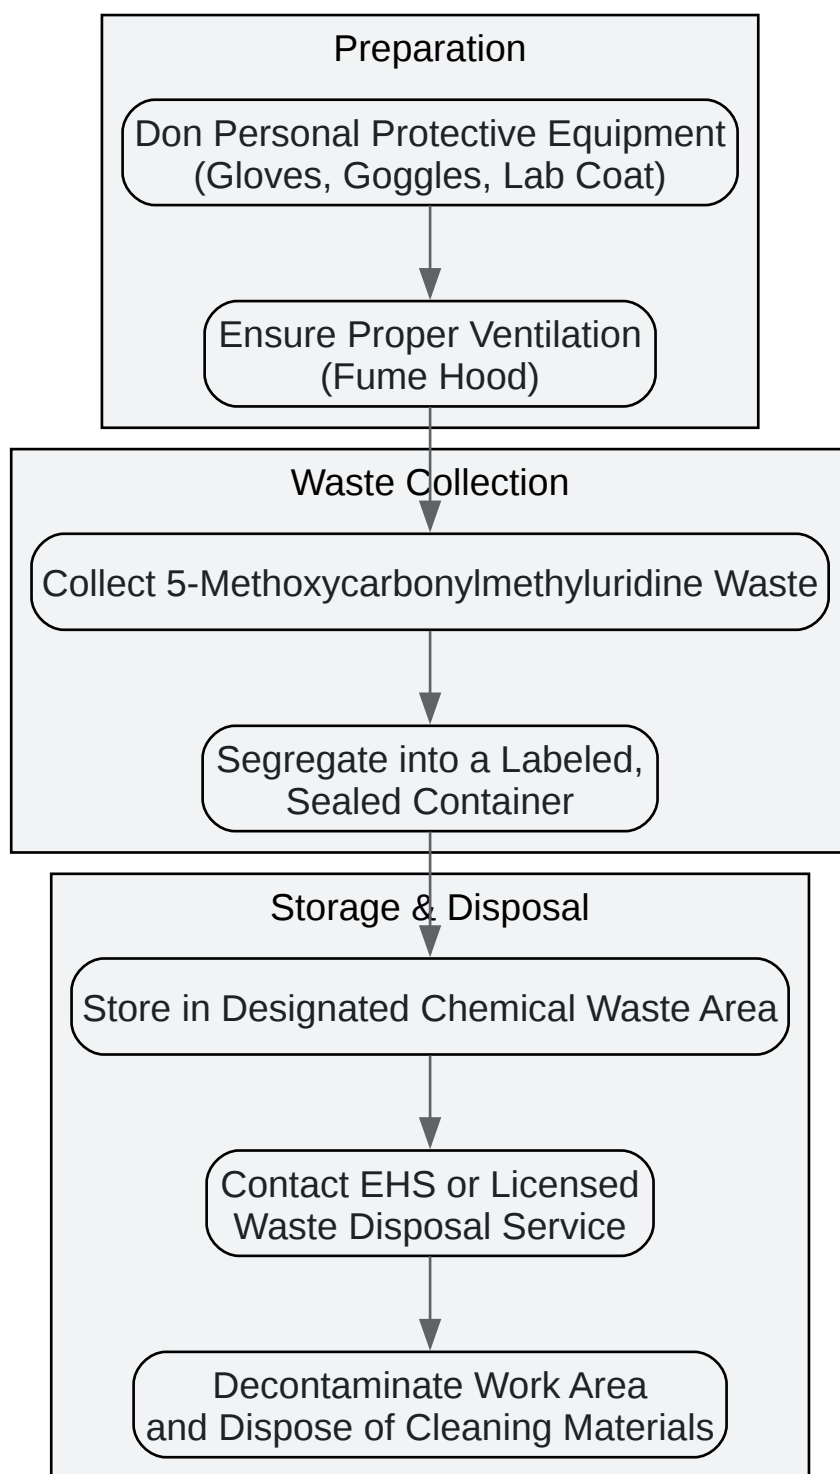 Preparation
Don Personal Protective Equipment
(Gloves, Goggles, Lab Coat)
Ensure Proper Ventilation
(Fume Hood)
Waste Collection
Collect 5-Methoxycarbonylmethyluridine Waste
Segregate into a Labeled,
Sealed Container
Storage & Disposal
Store in Designated Chemical Waste Area
Contact EHS or Licensed
Waste Disposal Service
Decontaminate Work Area
and Dispose of Cleaning Materials